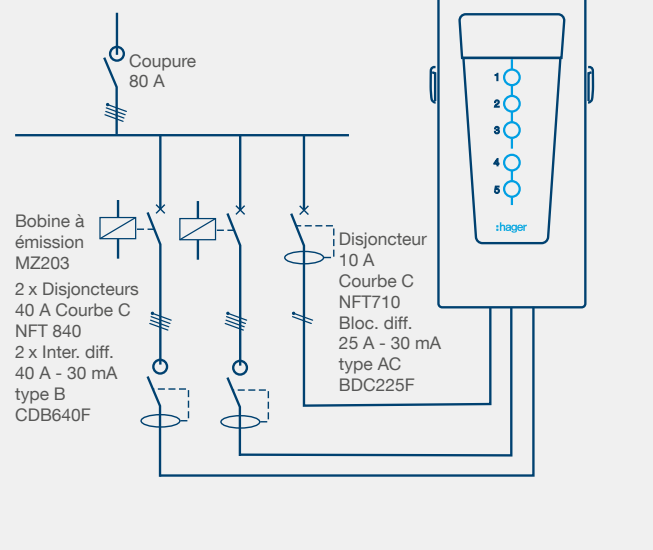 Coupure
80 A
1
2
3
4
5
:hager
Bobine à
émission
MZ203
2 x Disjoncteurs
40 A Courbe C
NFT 840
2 x Inter. diff.
40 A - 30 mA
type B
CDB640F
Disjoncteur
10 A
Courbe C
NFT710
Bloc. diff.
25 A - 30 mA
type AC
BDC225F